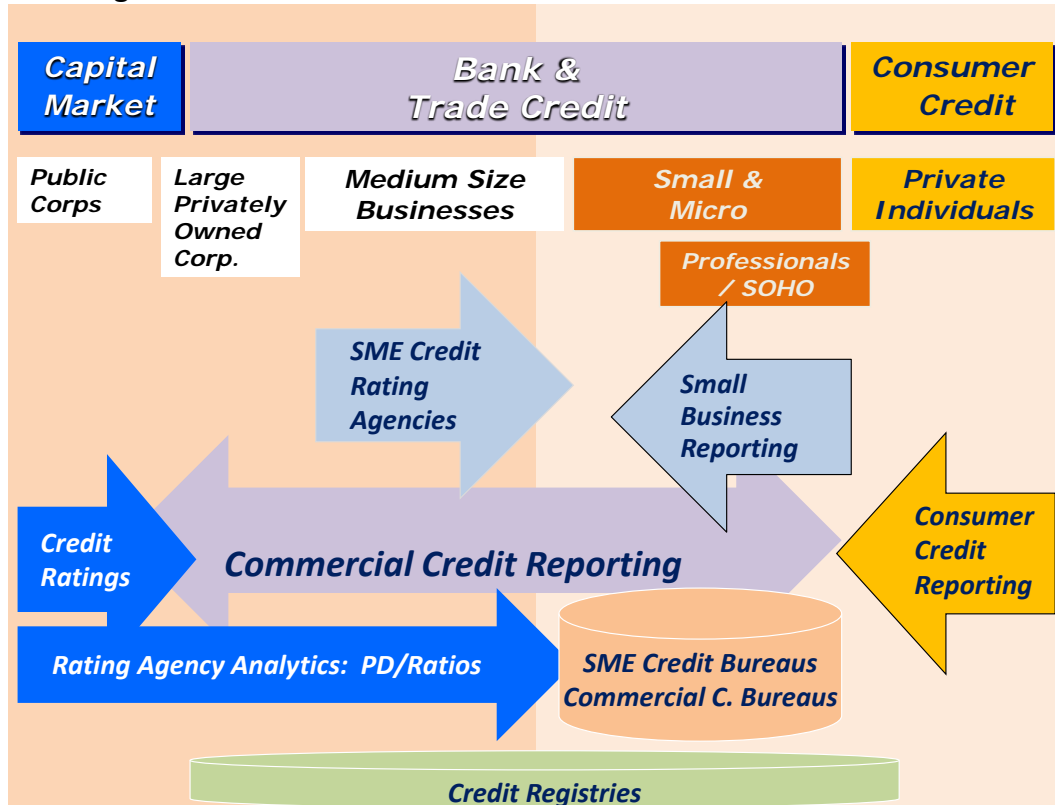 Capital
Market
Bank &
Trade Credit
Consumer
Credit
Public
Corps
Large
Privately
Owned
Corp.
Medium Size
Businesses
Small &
Micro
Private
Individuals
Professionals
/ SOHO
SME Credit
Rating
Agencies
Small
Business
Reporting
Credit
Ratings
Commercial Credit Reporting
Consumer
Credit
Reporting
Rating Agency Analytics: PD/Ratios
SME Credit Bureaus
Commercial C. Bureaus
Credit Registries